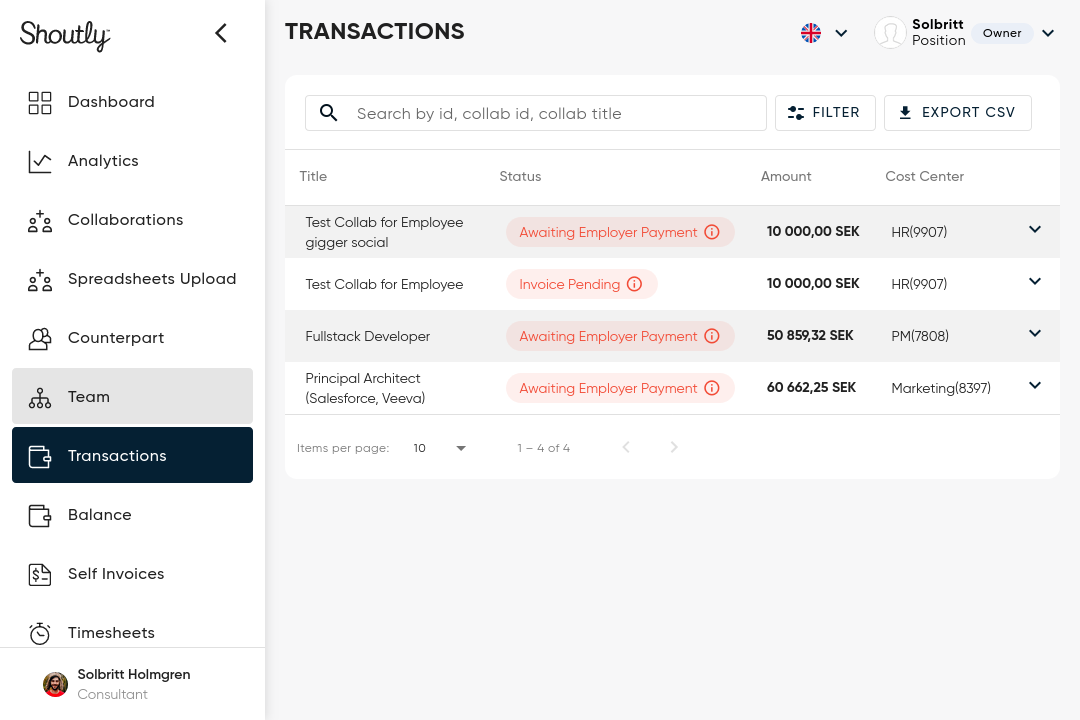 Shoutly
Dashboard
Analytics
Collaborations
Spreadsheets Upload
Counterpart
Team
Transactions
Balance
Self Invoices
Timesheets
Solbritt Holmgren
Consultant
TRANSACTIONS
Solbritt
Position
Owner
Search by id, collab id, collab title
FILTER
EXPORT CSV
Title Status Amount Cost Center
Test Collab for Employee
gigger social
Awaiting Employer Payment 10 000,00 SEK HR(9907)
Test Collab for Employee Invoice Pending 10 000,00 SEK HR(9907)
Fullstack Developer Awaiting Employer Payment 50 859,32 SEK PM(7808)
Principal Architect
(Salesforce, Veeva)
Awaiting Employer Payment 60 662,25 SEK Marketing(8397)
Items per page: 10 1 – 4 of 4